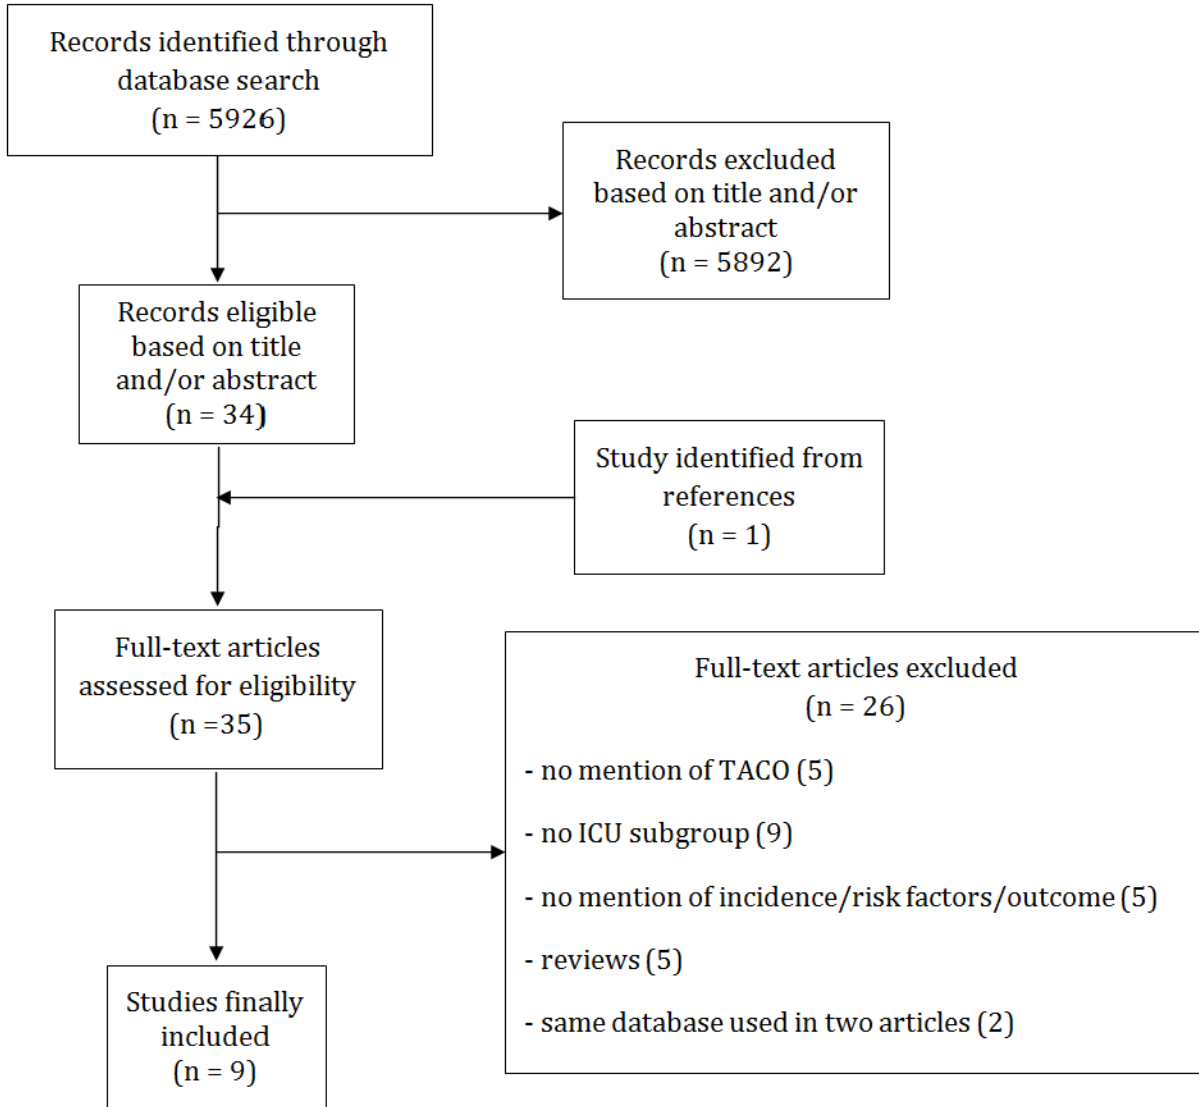 Records identified through
database search
(n = 5926)
Records excluded
based on title and/or
abstract
(n = 5892)
Records eligible
based on title
and/or abstract
(n = 34)
Study identified from
references
(n = 1)
Full-text articles
assessed for eligibility
(n =35)
Full-text articles excluded
(n = 26)
- no mention of TACO (5)
- no ICU subgroup (9)
- no mention of incidence/risk factors/outcome (5)
- reviews (5)
- same database used in two articles (2)
Studies finally
included
(n = 9)